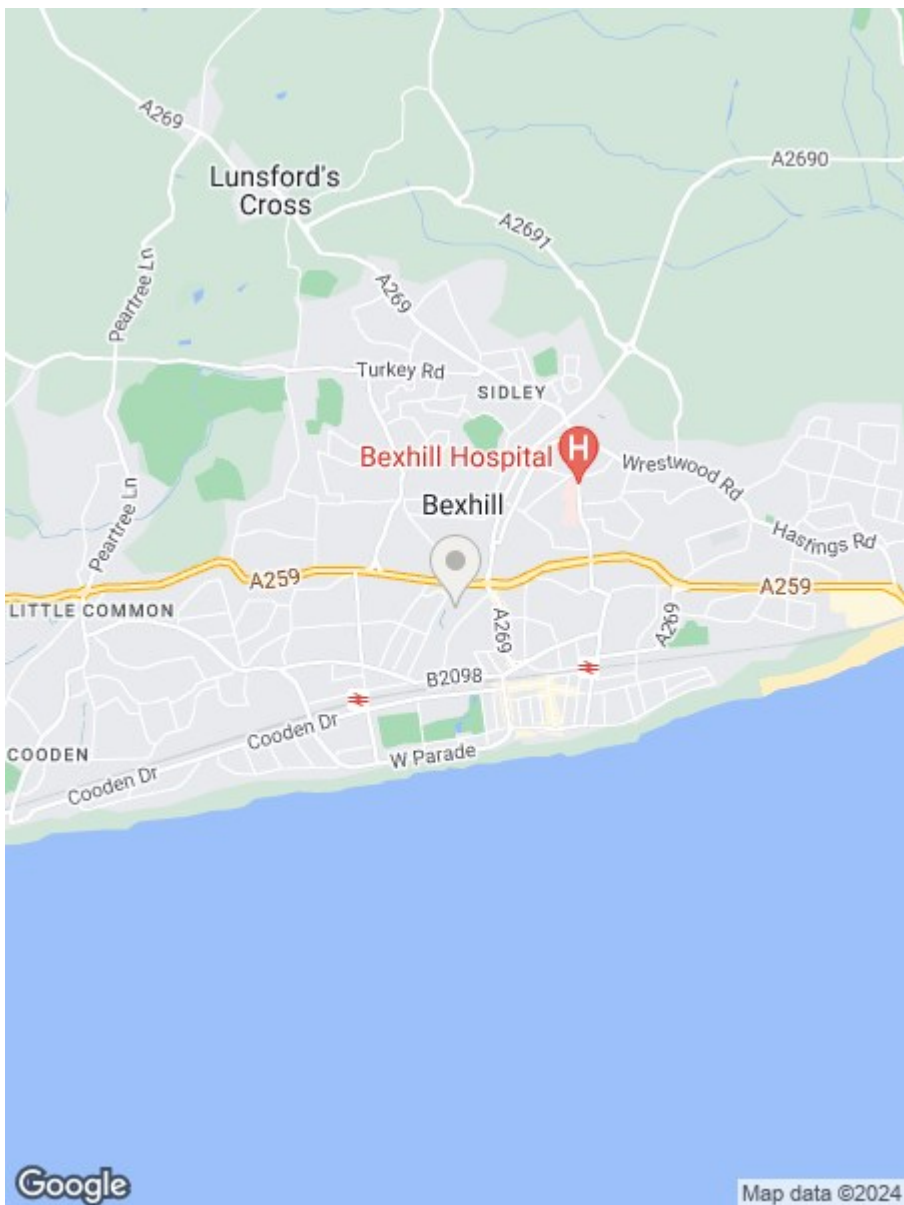 A269
A2690
Lunsford's
Cross
A2691
Peartree Ln
A269
Turkey Rd
SIDLEY
Bexhill Hospital
H
Wrestwood Rd
Bexhill
Peartree Ln
Hastings Rd
A259
A259
LITTLE COMMON
A269
A269
B2098
Cooden Dr
W Parade
COODEN
Cooden Dr
Google
Map data ©2024